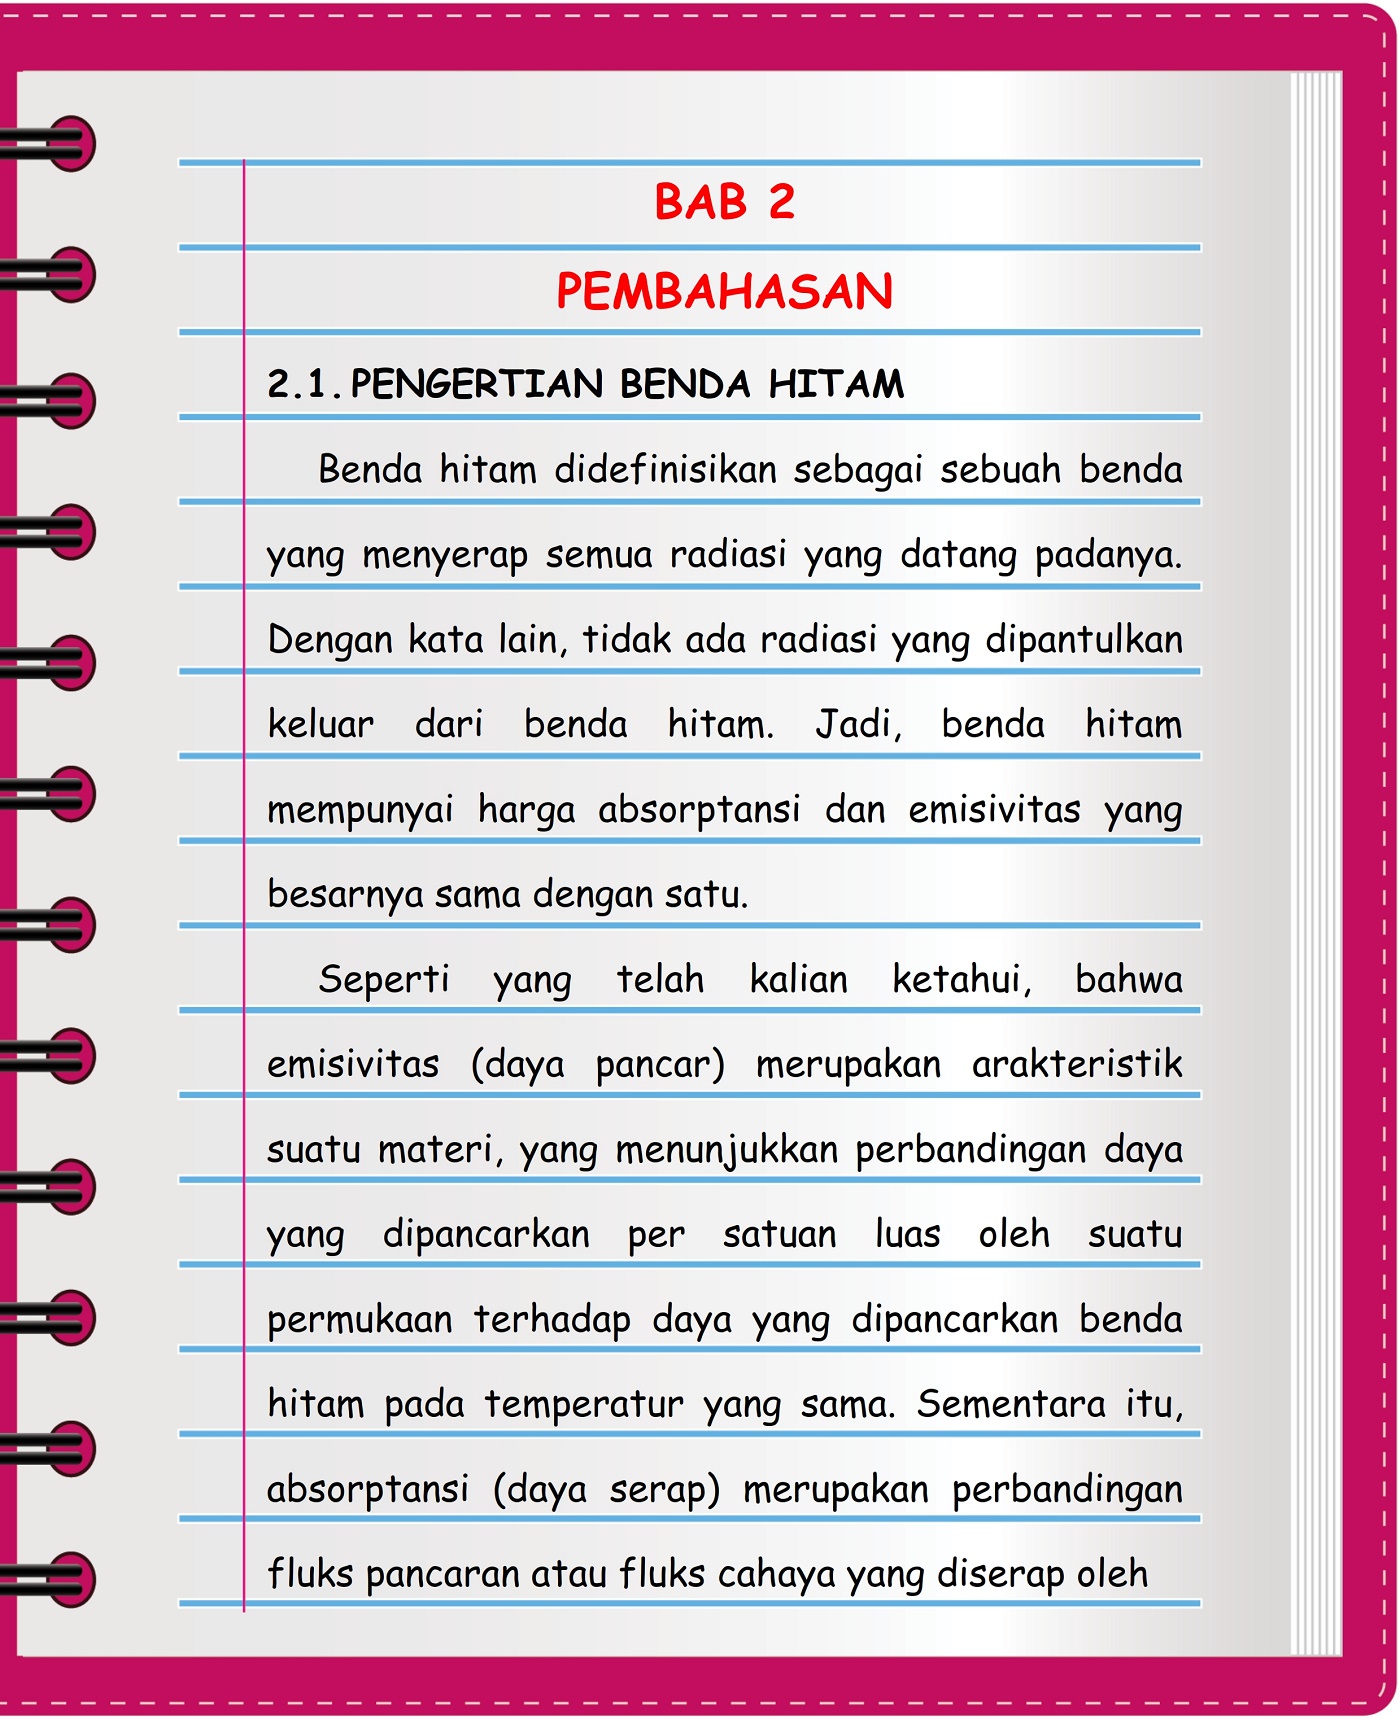 BAB 2
PEMBAHASAN
2.1. PENGERTIAN BENDA HITAM
Benda hitam didefinisikan sebagai sebuah benda
yang menyerap semua radiasi yang datang padanya.
Dengan kata lain, tidak ada radiasi yang dipantulkan
keluar dari benda hitam. Jadi, benda hitam
mempunyai harga absorptansi dan emisivitas yang
besarnya sama dengan satu.
Seperti yang telah kalian ketahui, bahwa
emisivitas (daya pancar) merupakan arakteristik
suatu materi, yang menunjukkan perbandingan daya
yang dipancarkan per satuan luas oleh suatu
permukaan terhadap daya yang dipancarkan benda
hitam pada temperatur yang sama. Sementara itu,
absorptansi (daya serap) merupakan perbandingan
fluks pancaran atau fluks cahaya yang diserap oleh